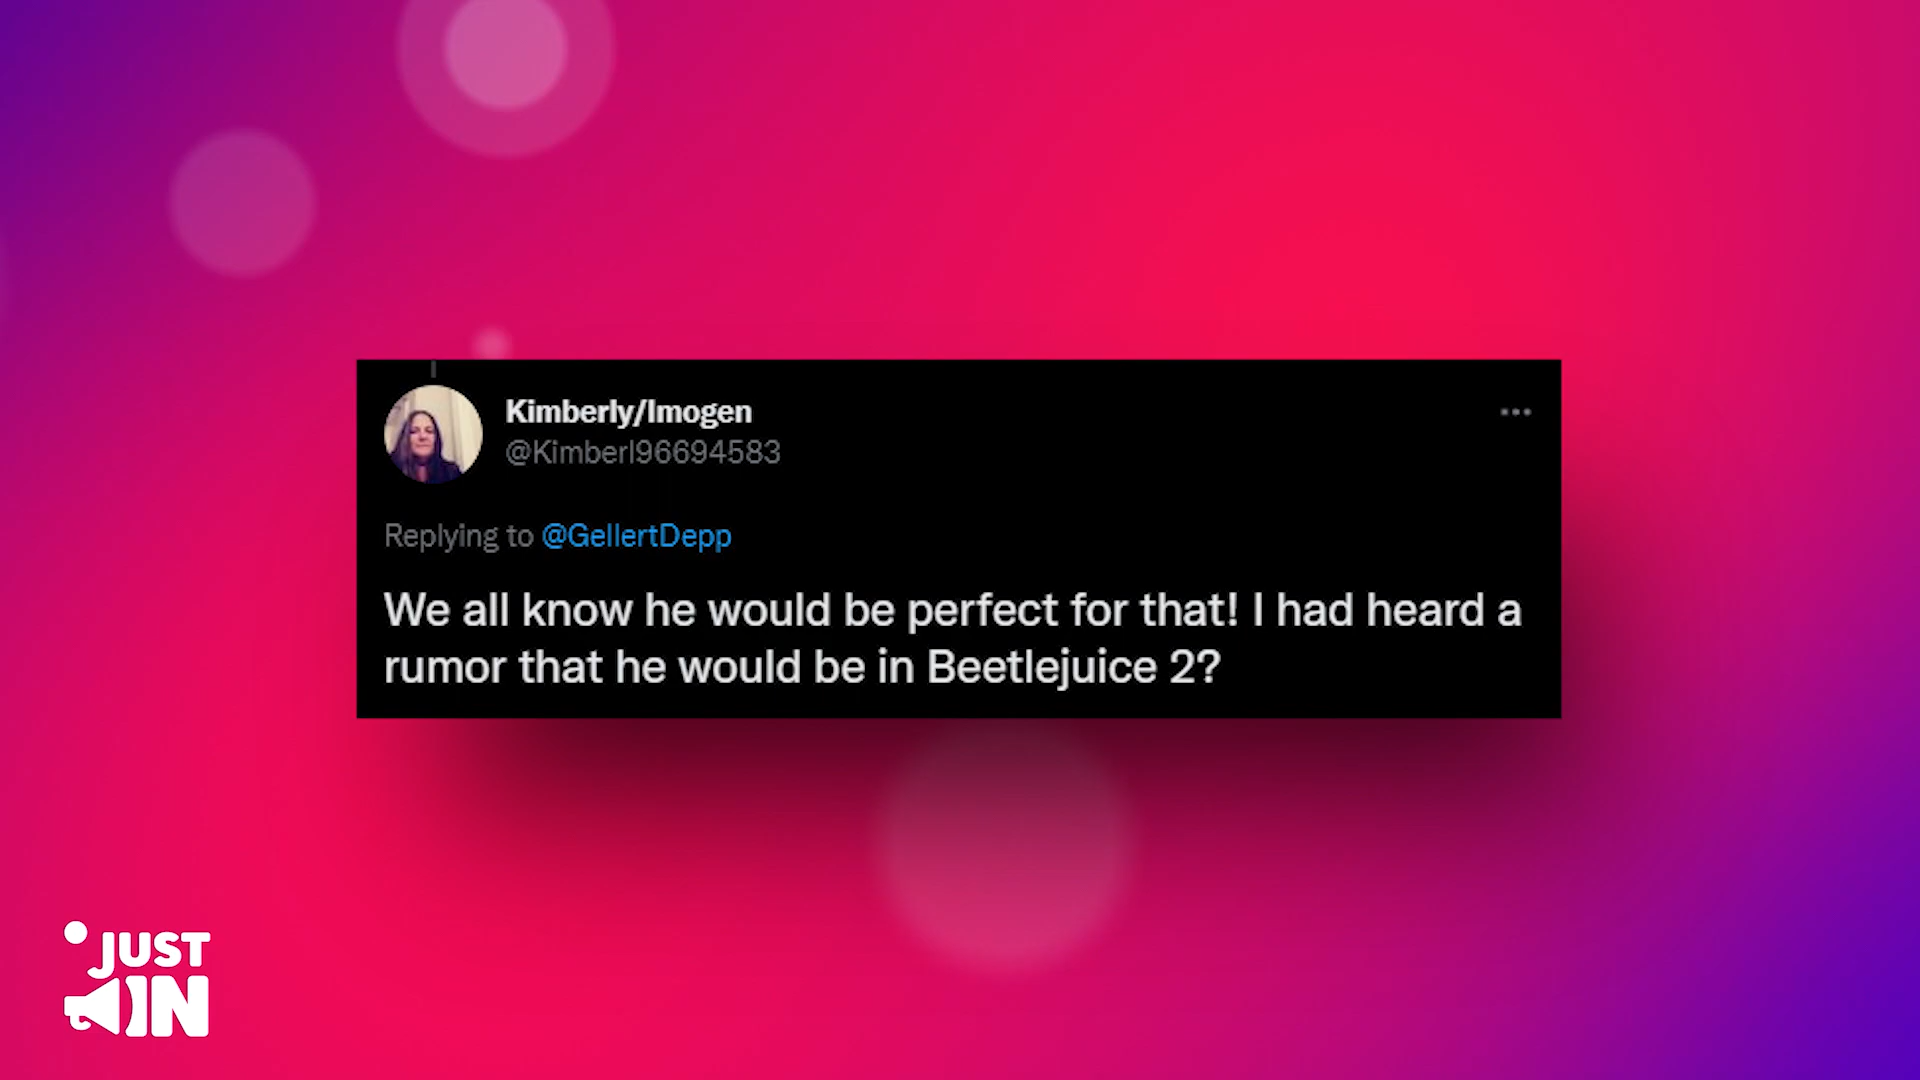 Kimberly/Imogen
@Kimberl96694583
Replying to @GellertDepp
We all know he would be perfect for that! I had heard a
rumor that he would be in Beetlejuice 2?
JUST
IN